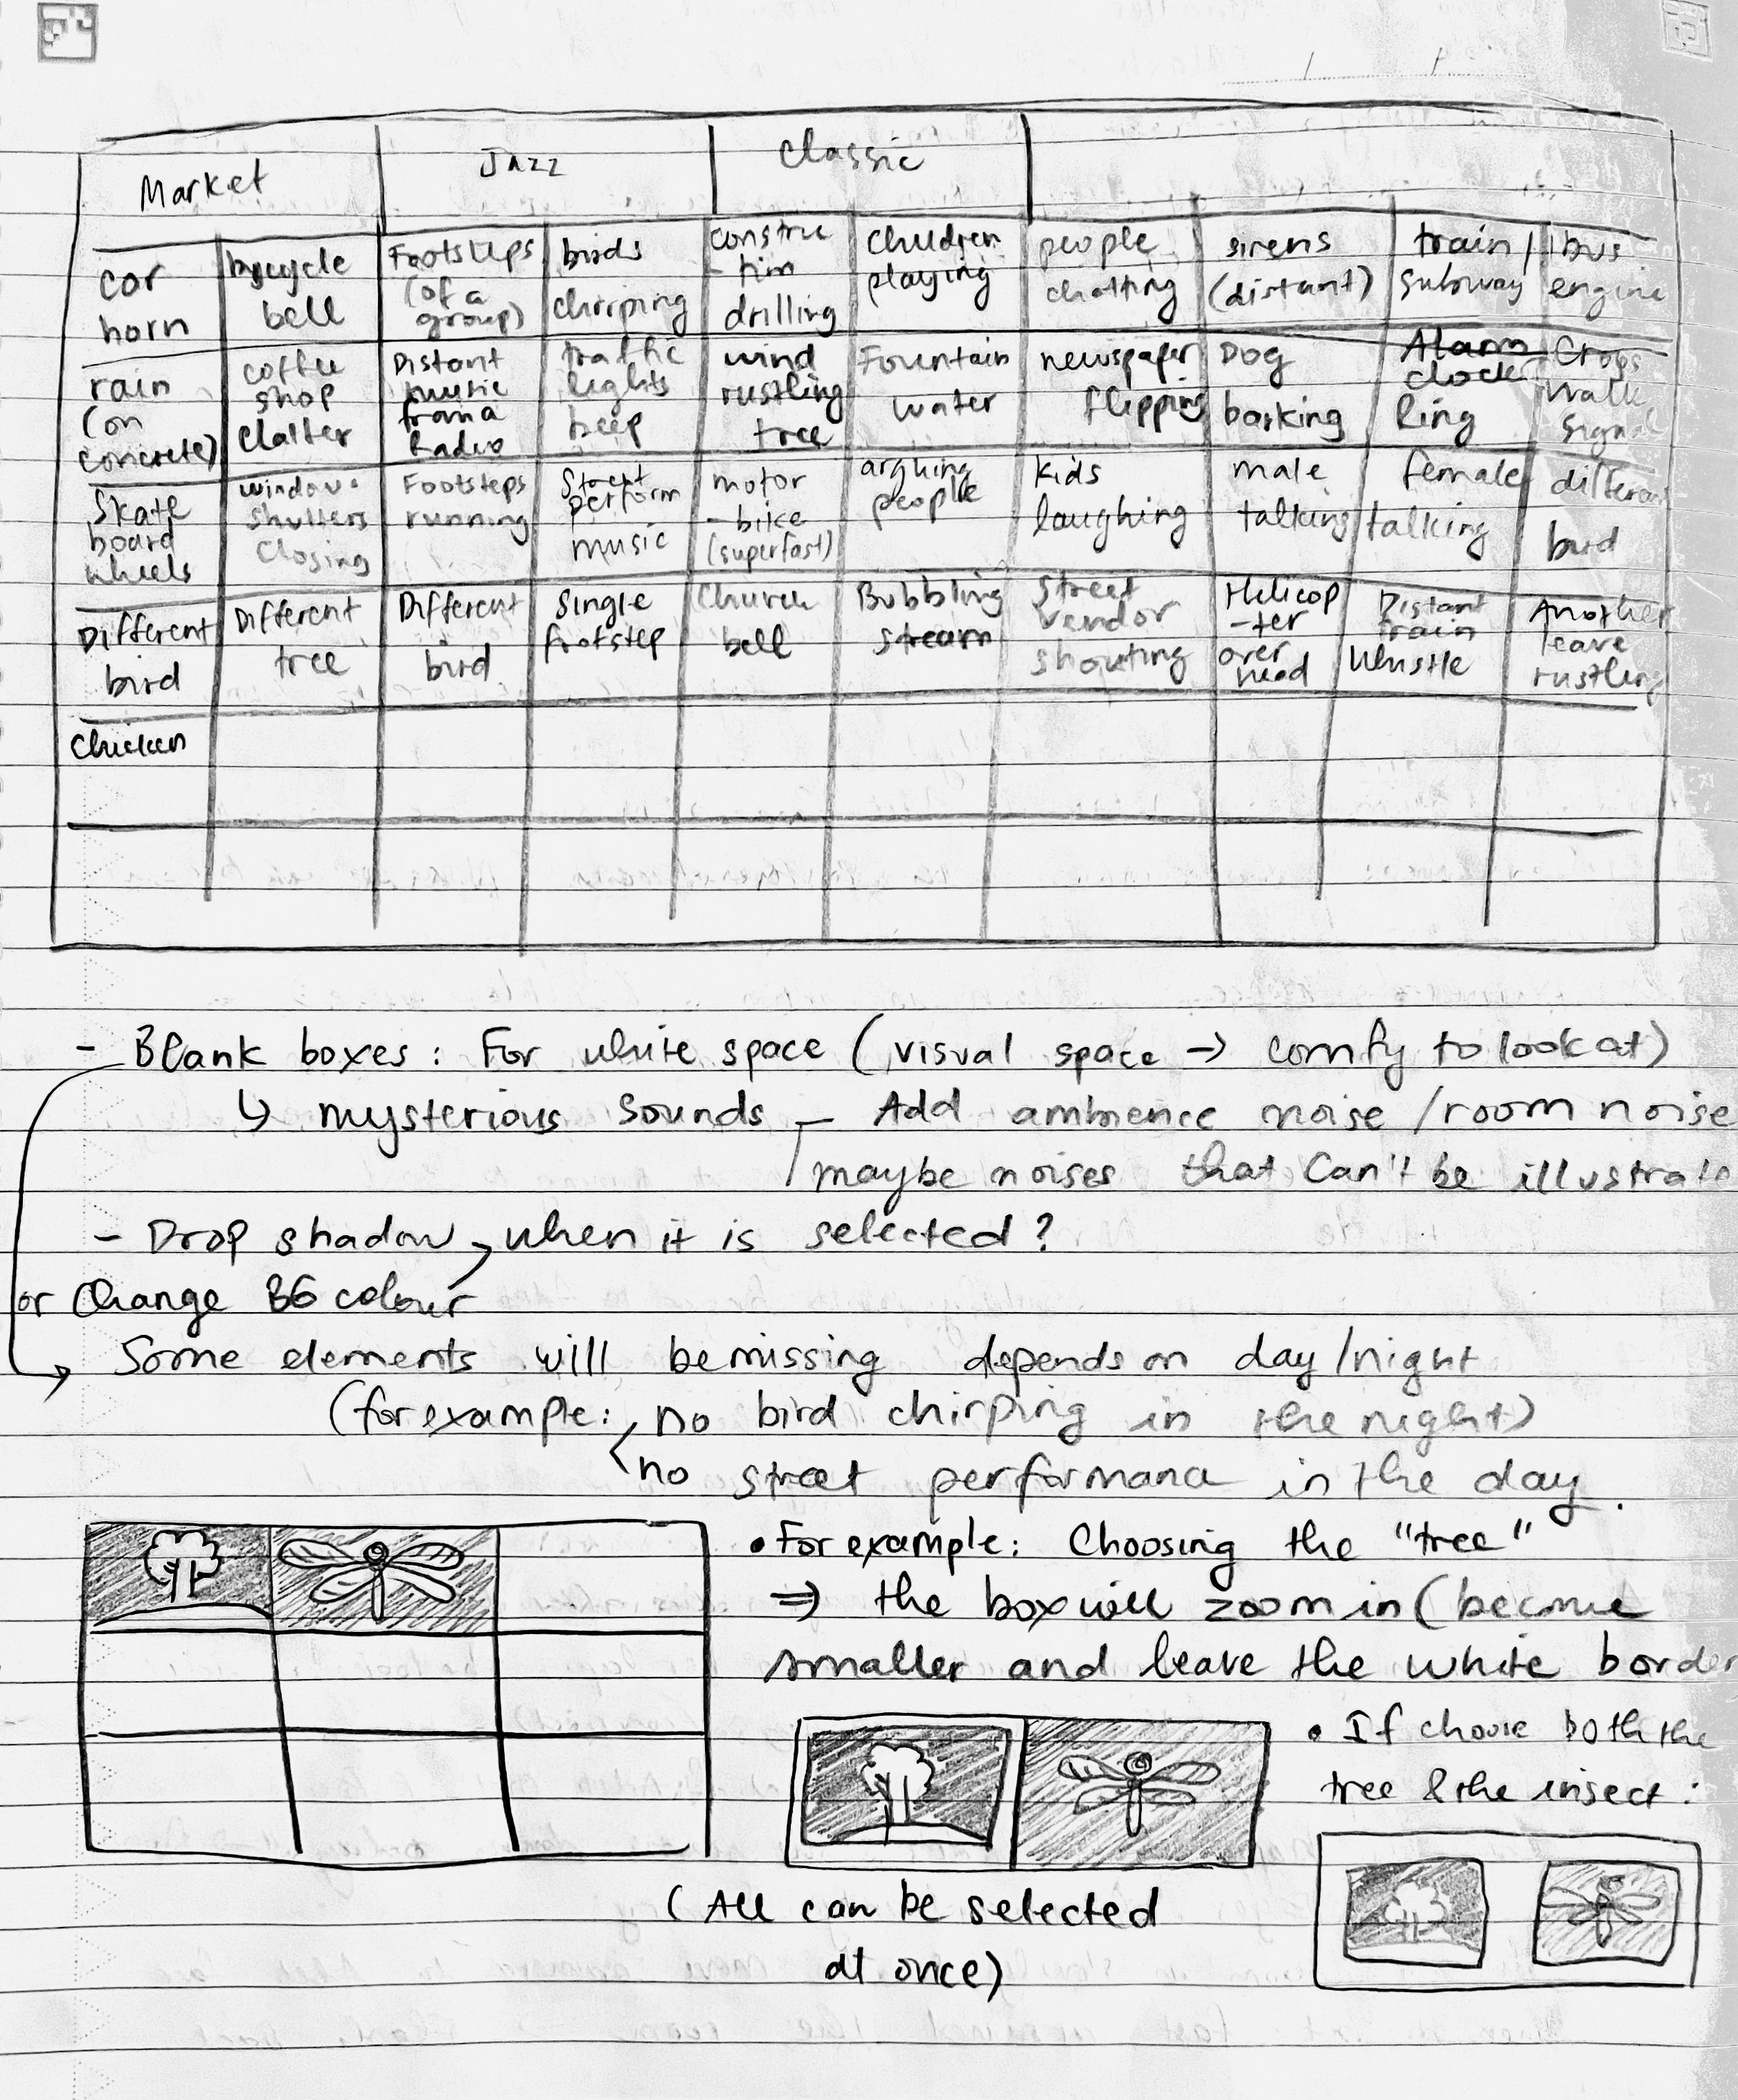 Market
Jazz
Classic
car horn
bycycle bell
Footsteps (of a group)
birds chirping
constru-tion drilling
children playing
people chatting
sirens (distant)
train / subway
bus engine
rain (on concrete)
coffee shop clatter
Distant music from a Radio
traffic lights beep
wind rustling tree
Fountain water
newspaper flipping
Dog barking
Alarm clock ring
Cross walk signal
Skate board wheels
window shutters closing
Footsteps running
Street perform music
motor-bike (superfast)
arguing people
kids laughing
male talking
female talking
different bird
Different bird
Different tree
Different bird
Single footstep
Church bell
Bubbling stream
Street vendor shouting
Helicop-ter over head
Distant train whistle
Another leave rustling
Chicken
- Blank boxes: For white space (visual space → comfy to look at)
↳ mysterious sounds — Add ambience noise /room noise
maybe noises that can't be illustrate
- Drop shadow, when it is selected?
or Change BG colour
Some elements will be missing depends on day/night
(for example: no bird chirping in the night)
no street performance in the day.
• For example: Choosing the "tree"
⇒ the box will zoom in (become
smaller and leave the white border
• If choose both the
tree & the insect:
(All can be selected
at once)